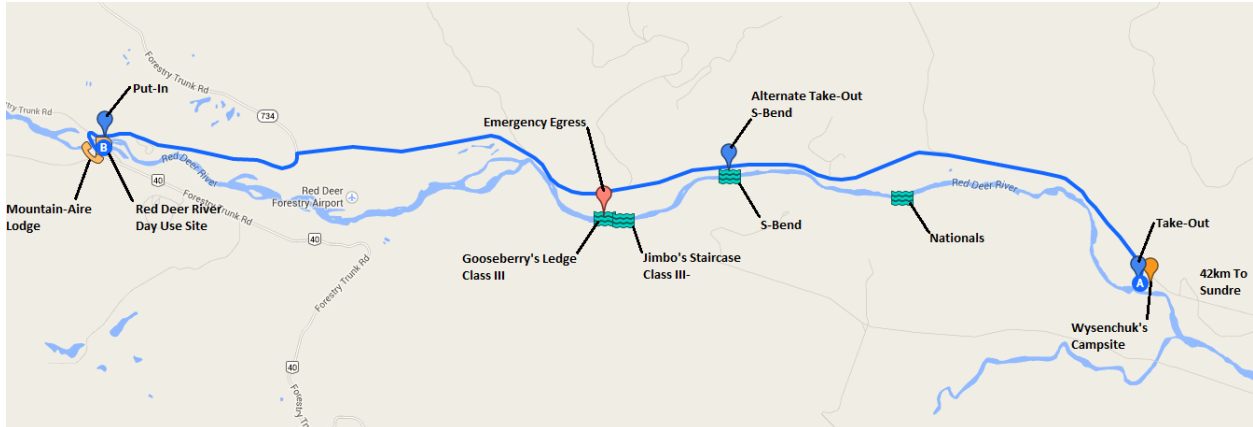 Forestry Trunk Rd
Put-In
Forestry Trunk Rd
734
Alternate Take-Out
S-Bend
Emergency Egress
B
Red Deer River
40
Red Deer
Forestry Airport
Red Deer River
Mountain-Aire
Lodge
Red Deer River
Day Use Site
Forestry Trunk Rd
40
S-Bend
Nationals
Take-Out
Gooseberry's Ledge
Class III
Jimbo's Staircase
Class III-
Forestry Trunk Rd
A
42km To
Sundre
Wysenchuk's
Campsite
40